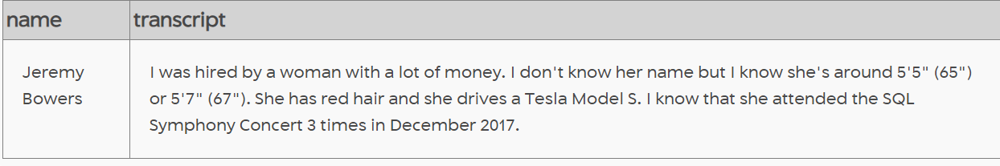 name transcript
Jeremy Bowers
I was hired by a woman with a lot of money. I don't know her name but I know she's around 5'5" (65")
or 5'7" (67"). She has red hair and she drives a Tesla Model S. I know that she attended the SQL
Symphony Concert 3 times in December 2017.